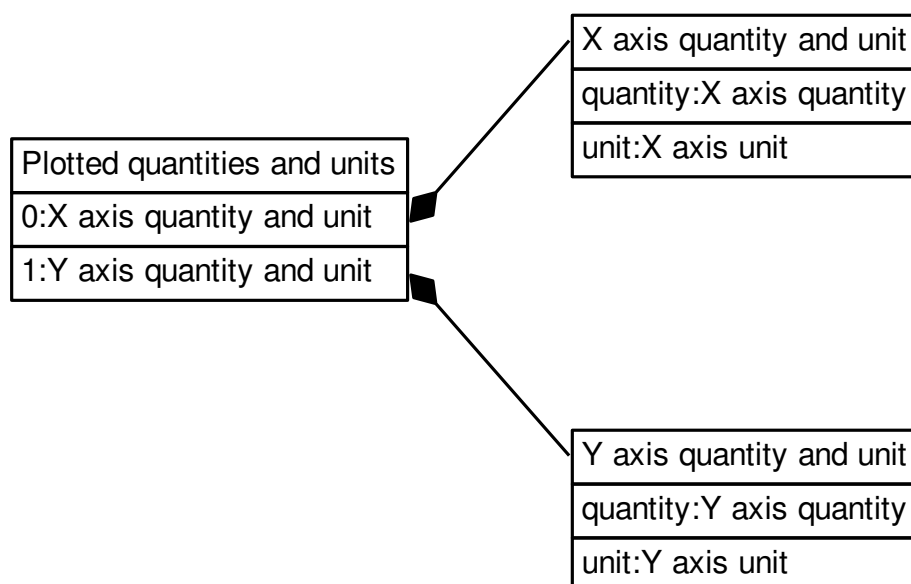 X axis quantity and unit
quantity:X axis quantity
unit:X axis unit
Plotted quantities and units
0:X axis quantity and unit
1:Y axis quantity and unit
Y axis quantity and unit
quantity:Y axis quantity
unit:Y axis unit